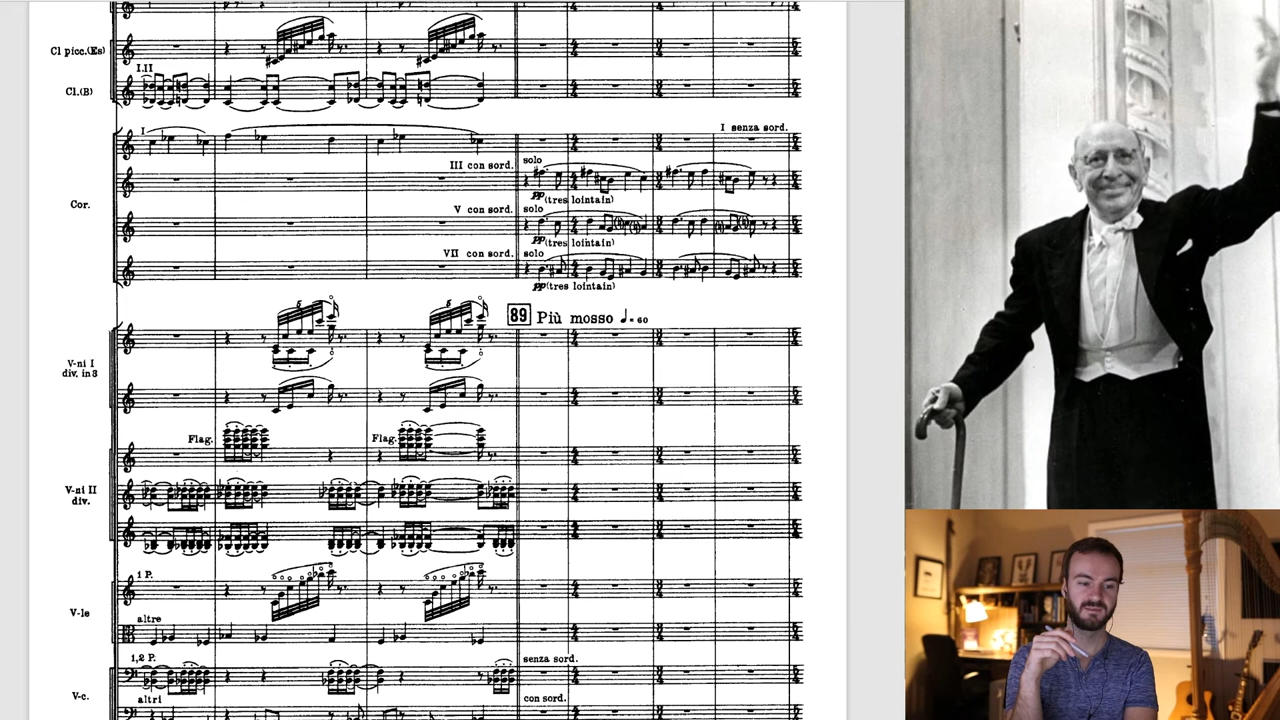 Cl picc.(Es)
I.II
Cl.(B)
I
I senza sord.
III con sord.
solo
pp (tres lointain)
Cor.
V con sord.
solo
pp (tres lointain)
VII con sord.
solo
pp (tres lointain)
89 Più mosso ♩= 60
V-ni I
div. in 3
Flag.
Flag.
V-ni II
div.
1 P.
V-le
altre
1,2 P.
senza sord.
V-c.
altri
con sord.